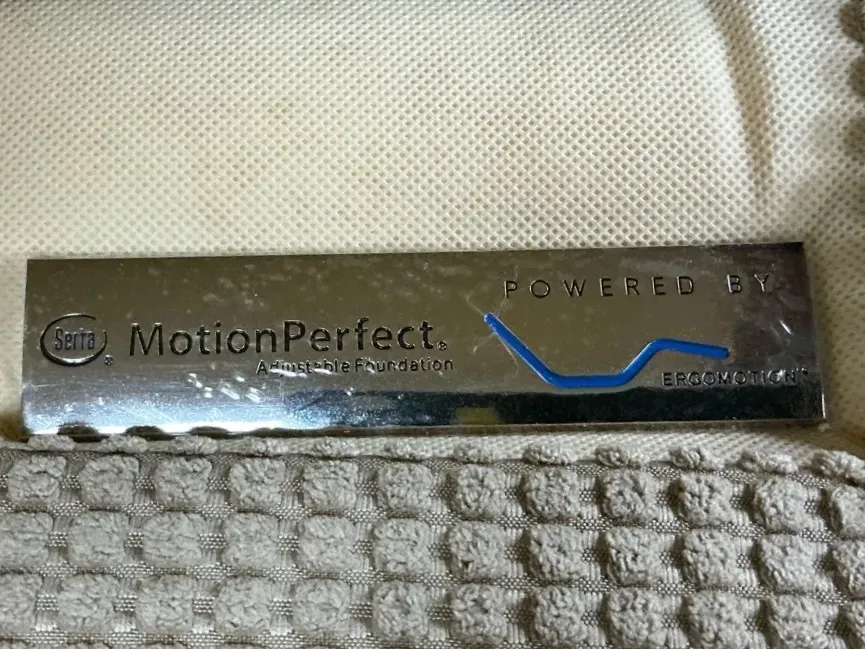 Serta® MotionPerfect®
Adjustable Foundation
POWERED BY
ERGOMOTION®